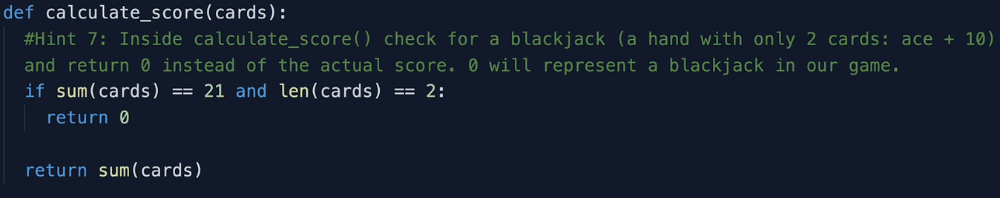 def calculate_score(cards):
  #Hint 7: Inside calculate_score() check for a blackjack (a hand with only 2 cards: ace + 10)
  and return 0 instead of the actual score. 0 will represent a blackjack in our game.
  if sum(cards) == 21 and len(cards) == 2:
    return 0
  return sum(cards)